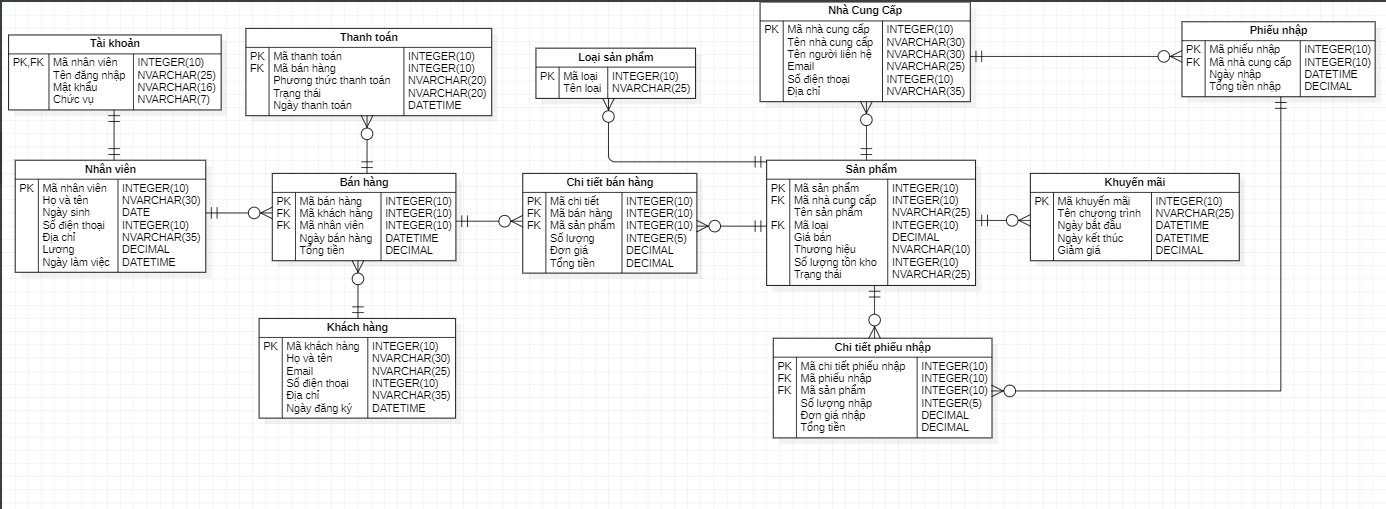 Tài khoản
PK,FK Mã nhân viên INTEGER(10)
Tên đăng nhập NVARCHAR(25)
Mật khẩu NVARCHAR(16)
Chức vụ NVARCHAR(7)
Thanh toán
PK Mã thanh toán INTEGER(10)
FK Mã bán hàng INTEGER(10)
Phương thức thanh toán NVARCHAR(20)
Trạng thái NVARCHAR(20)
Ngày thanh toán DATETIME
Loại sản phẩm
PK Mã loại INTEGER(10)
Tên loại NVARCHAR(25)
Nhà Cung Cấp
PK Mã nhà cung cấp INTEGER(10)
Tên nhà cung cấp NVARCHAR(30)
Tên người liên hệ NVARCHAR(30)
Email NVARCHAR(25)
Số điện thoại INTEGER(10)
Địa chỉ NVARCHAR(35)
Phiếu nhập
PK Mã phiếu nhập INTEGER(10)
FK Mã nhà cung cấp INTEGER(10)
Ngày nhập DATETIME
Tổng tiền nhập DECIMAL
Nhân viên
PK Mã nhân viên INTEGER(10)
Họ và tên NVARCHAR(30)
Ngày sinh DATE
Số điện thoại INTEGER(10)
Địa chỉ NVARCHAR(35)
Lương DECIMAL
Ngày làm việc DATETIME
Bán hàng
PK Mã bán hàng INTEGER(10)
FK Mã khách hàng INTEGER(10)
FK Mã nhân viên INTEGER(10)
Ngày bán hàng DATETIME
Tổng tiền DECIMAL
Chi tiết bán hàng
PK Mã chi tiết INTEGER(10)
FK Mã bán hàng INTEGER(10)
FK Mã sản phẩm INTEGER(10)
Số lượng INTEGER(5)
Đơn giá DECIMAL
Tổng tiền DECIMAL
Sản phẩm
PK Mã sản phẩm INTEGER(10)
FK Mã nhà cung cấp INTEGER(10)
Tên sản phẩm NVARCHAR(25)
FK Mã loại INTEGER(10)
Giá bán DECIMAL
Thương hiệu NVARCHAR(10)
Số lượng tồn kho INTEGER(10)
Trạng thái NVARCHAR(25)
Khuyến mãi
PK Mã khuyến mãi INTEGER(10)
Tên chương trình NVARCHAR(25)
Ngày bắt đầu DATETIME
Ngày kết thúc DATETIME
Giảm giá DECIMAL
Khách hàng
PK Mã khách hàng INTEGER(10)
Họ và tên NVARCHAR(30)
Email NVARCHAR(25)
Số điện thoại INTEGER(10)
Địa chỉ NVARCHAR(35)
Ngày đăng ký DATETIME
Chi tiết phiếu nhập
PK Mã chi tiết phiếu nhập INTEGER(10)
FK Mã phiếu nhập INTEGER(10)
FK Mã sản phẩm INTEGER(10)
Số lượng nhập INTEGER(5)
Đơn giá nhập DECIMAL
Tổng tiền DECIMAL